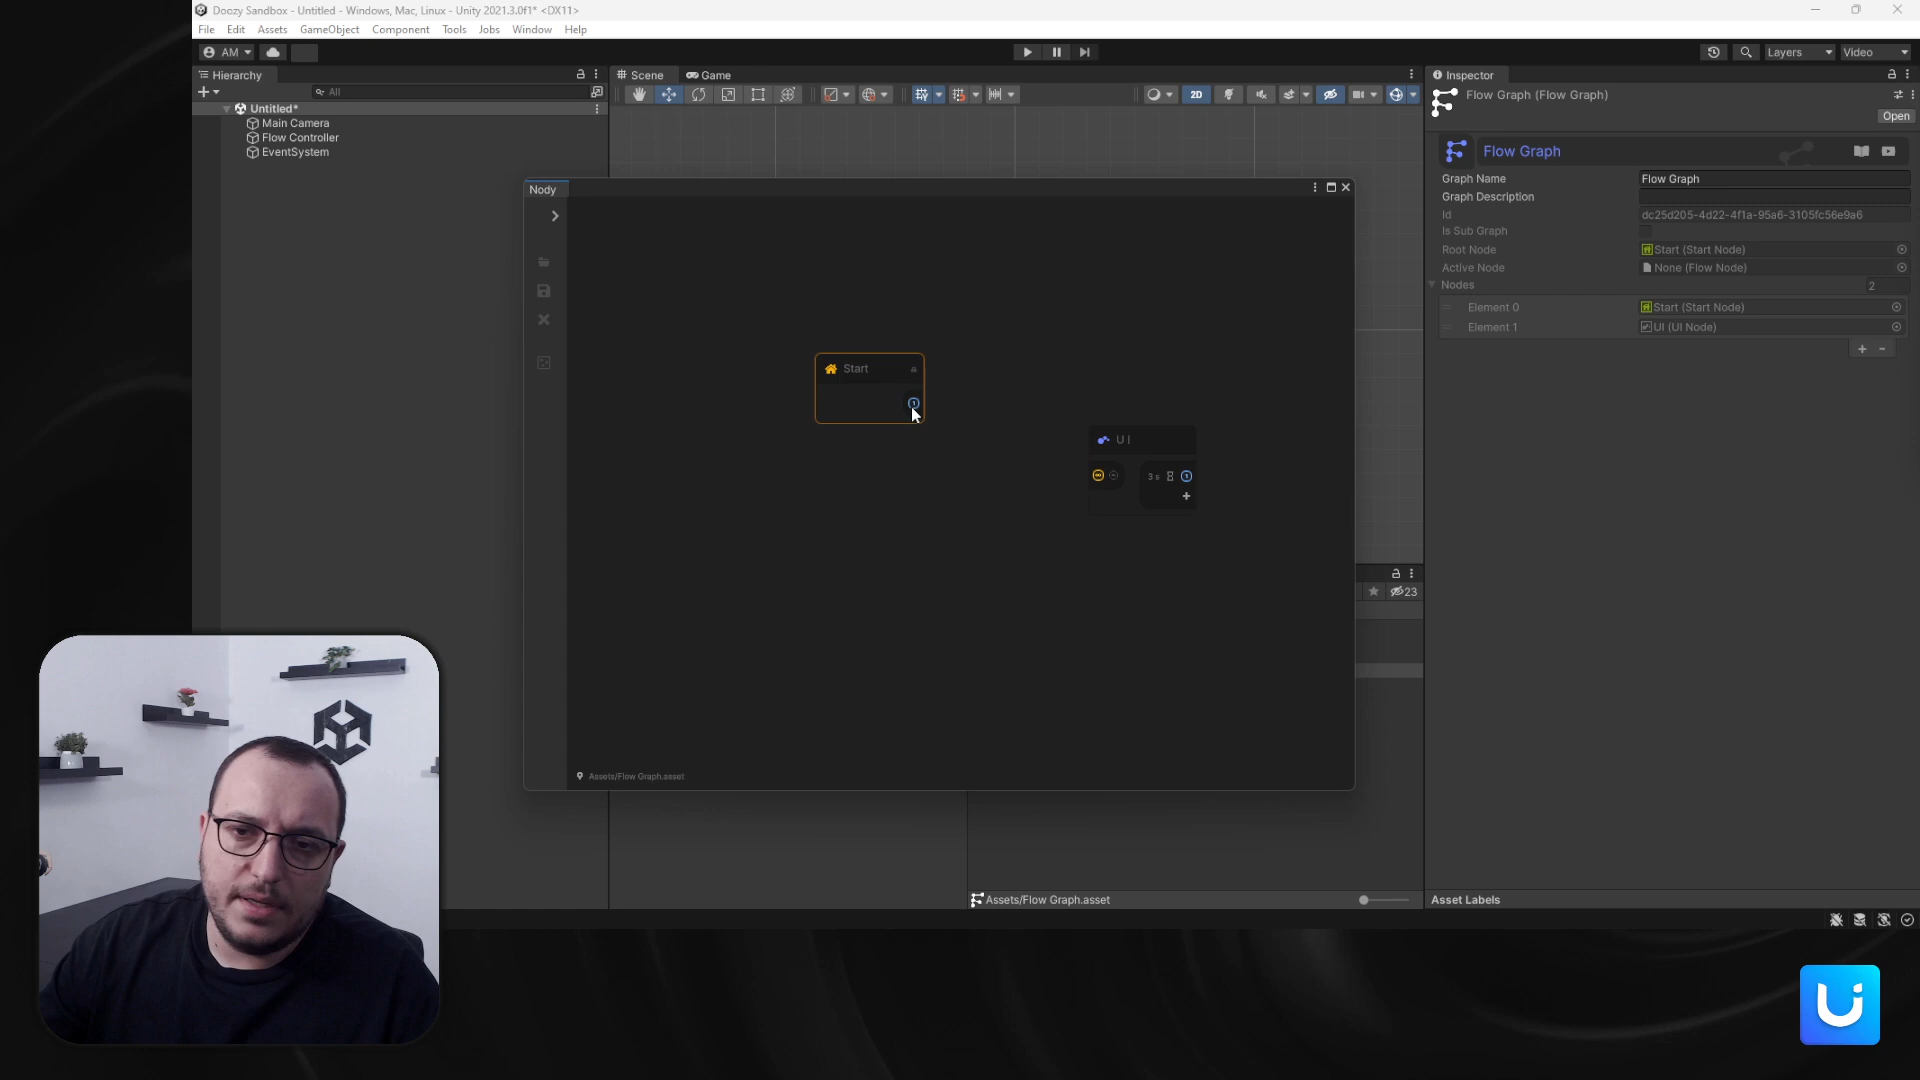 Doozy Sandbox - Untitled - Windows, Mac, Linux - Unity 2021.3.0f1* <DX11>
File Edit Assets GameObject Component Tools Jobs Window Help
AM
Layers
Video
Hierarchy
All
Untitled*
Main Camera
Flow Controller
EventSystem
Scene
Game
2D
Nody
Start
1
UI
3 s
1
+
Assets/Flow Graph.asset
23
Assets/Flow Graph.asset
Inspector
Flow Graph (Flow Graph)
Open
Flow Graph
Graph Name Flow Graph
Graph Description
Id dc25d205-4d22-4f1a-95a6-3105fc56e9a6
Is Sub Graph
Root Node Start (Start Node)
Active Node None (Flow Node)
Nodes 2
Element 0 Start (Start Node)
Element 1 UI (UI Node)
+ -
Asset Labels